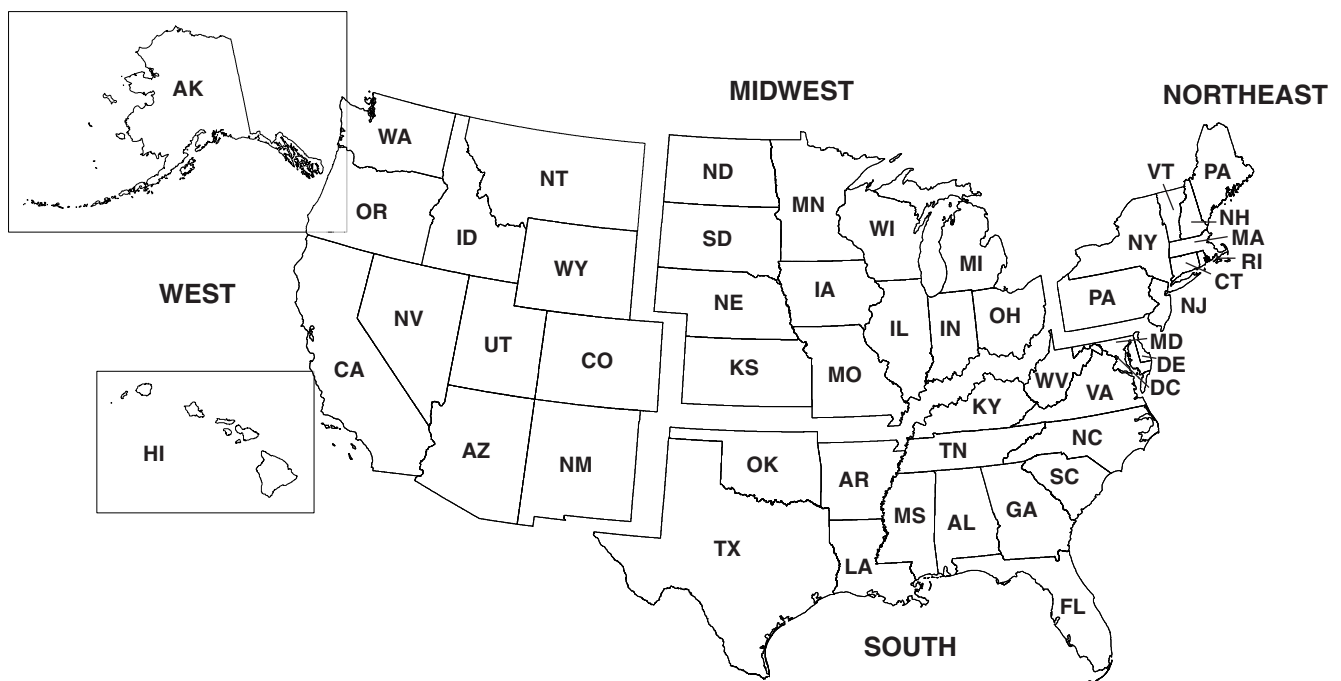 MIDWEST
NORTHEAST
AK
WA
NT
ND
MN
VT
PA
OR
ID
SD
WI
NY
NH
MA
RI
CT
WY
MI
WEST
NE
IA
PA
NJ
NV
UT
CO
IL
IN
OH
MD
DE
DC
CA
KS
MO
WV
VA
KY
HI
AZ
NM
OK
AR
TN
NC
SC
MS
AL
GA
TX
LA
FL
SOUTH